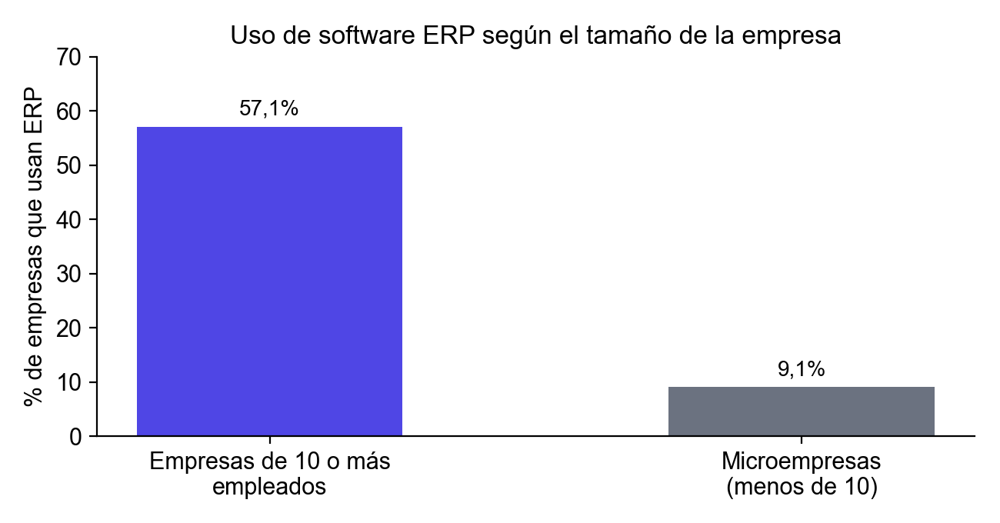 Uso de software ERP según el tamaño de la empresa
% de empresas que usan ERP
70
60
50
40
30
20
10
0
57,1%
9,1%
Empresas de 10 o más
empleados
Microempresas
(menos de 10)